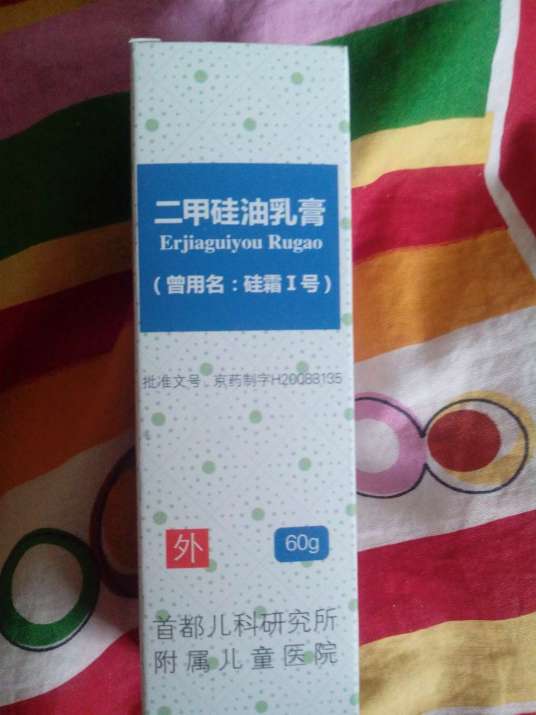 二甲硅油乳膏
Erjiaguiyou Rugao
（曾用名：硅霜Ⅰ号）
批准文号：京药制字H20083135
外
60g
首都儿科研究所
附属儿童医院